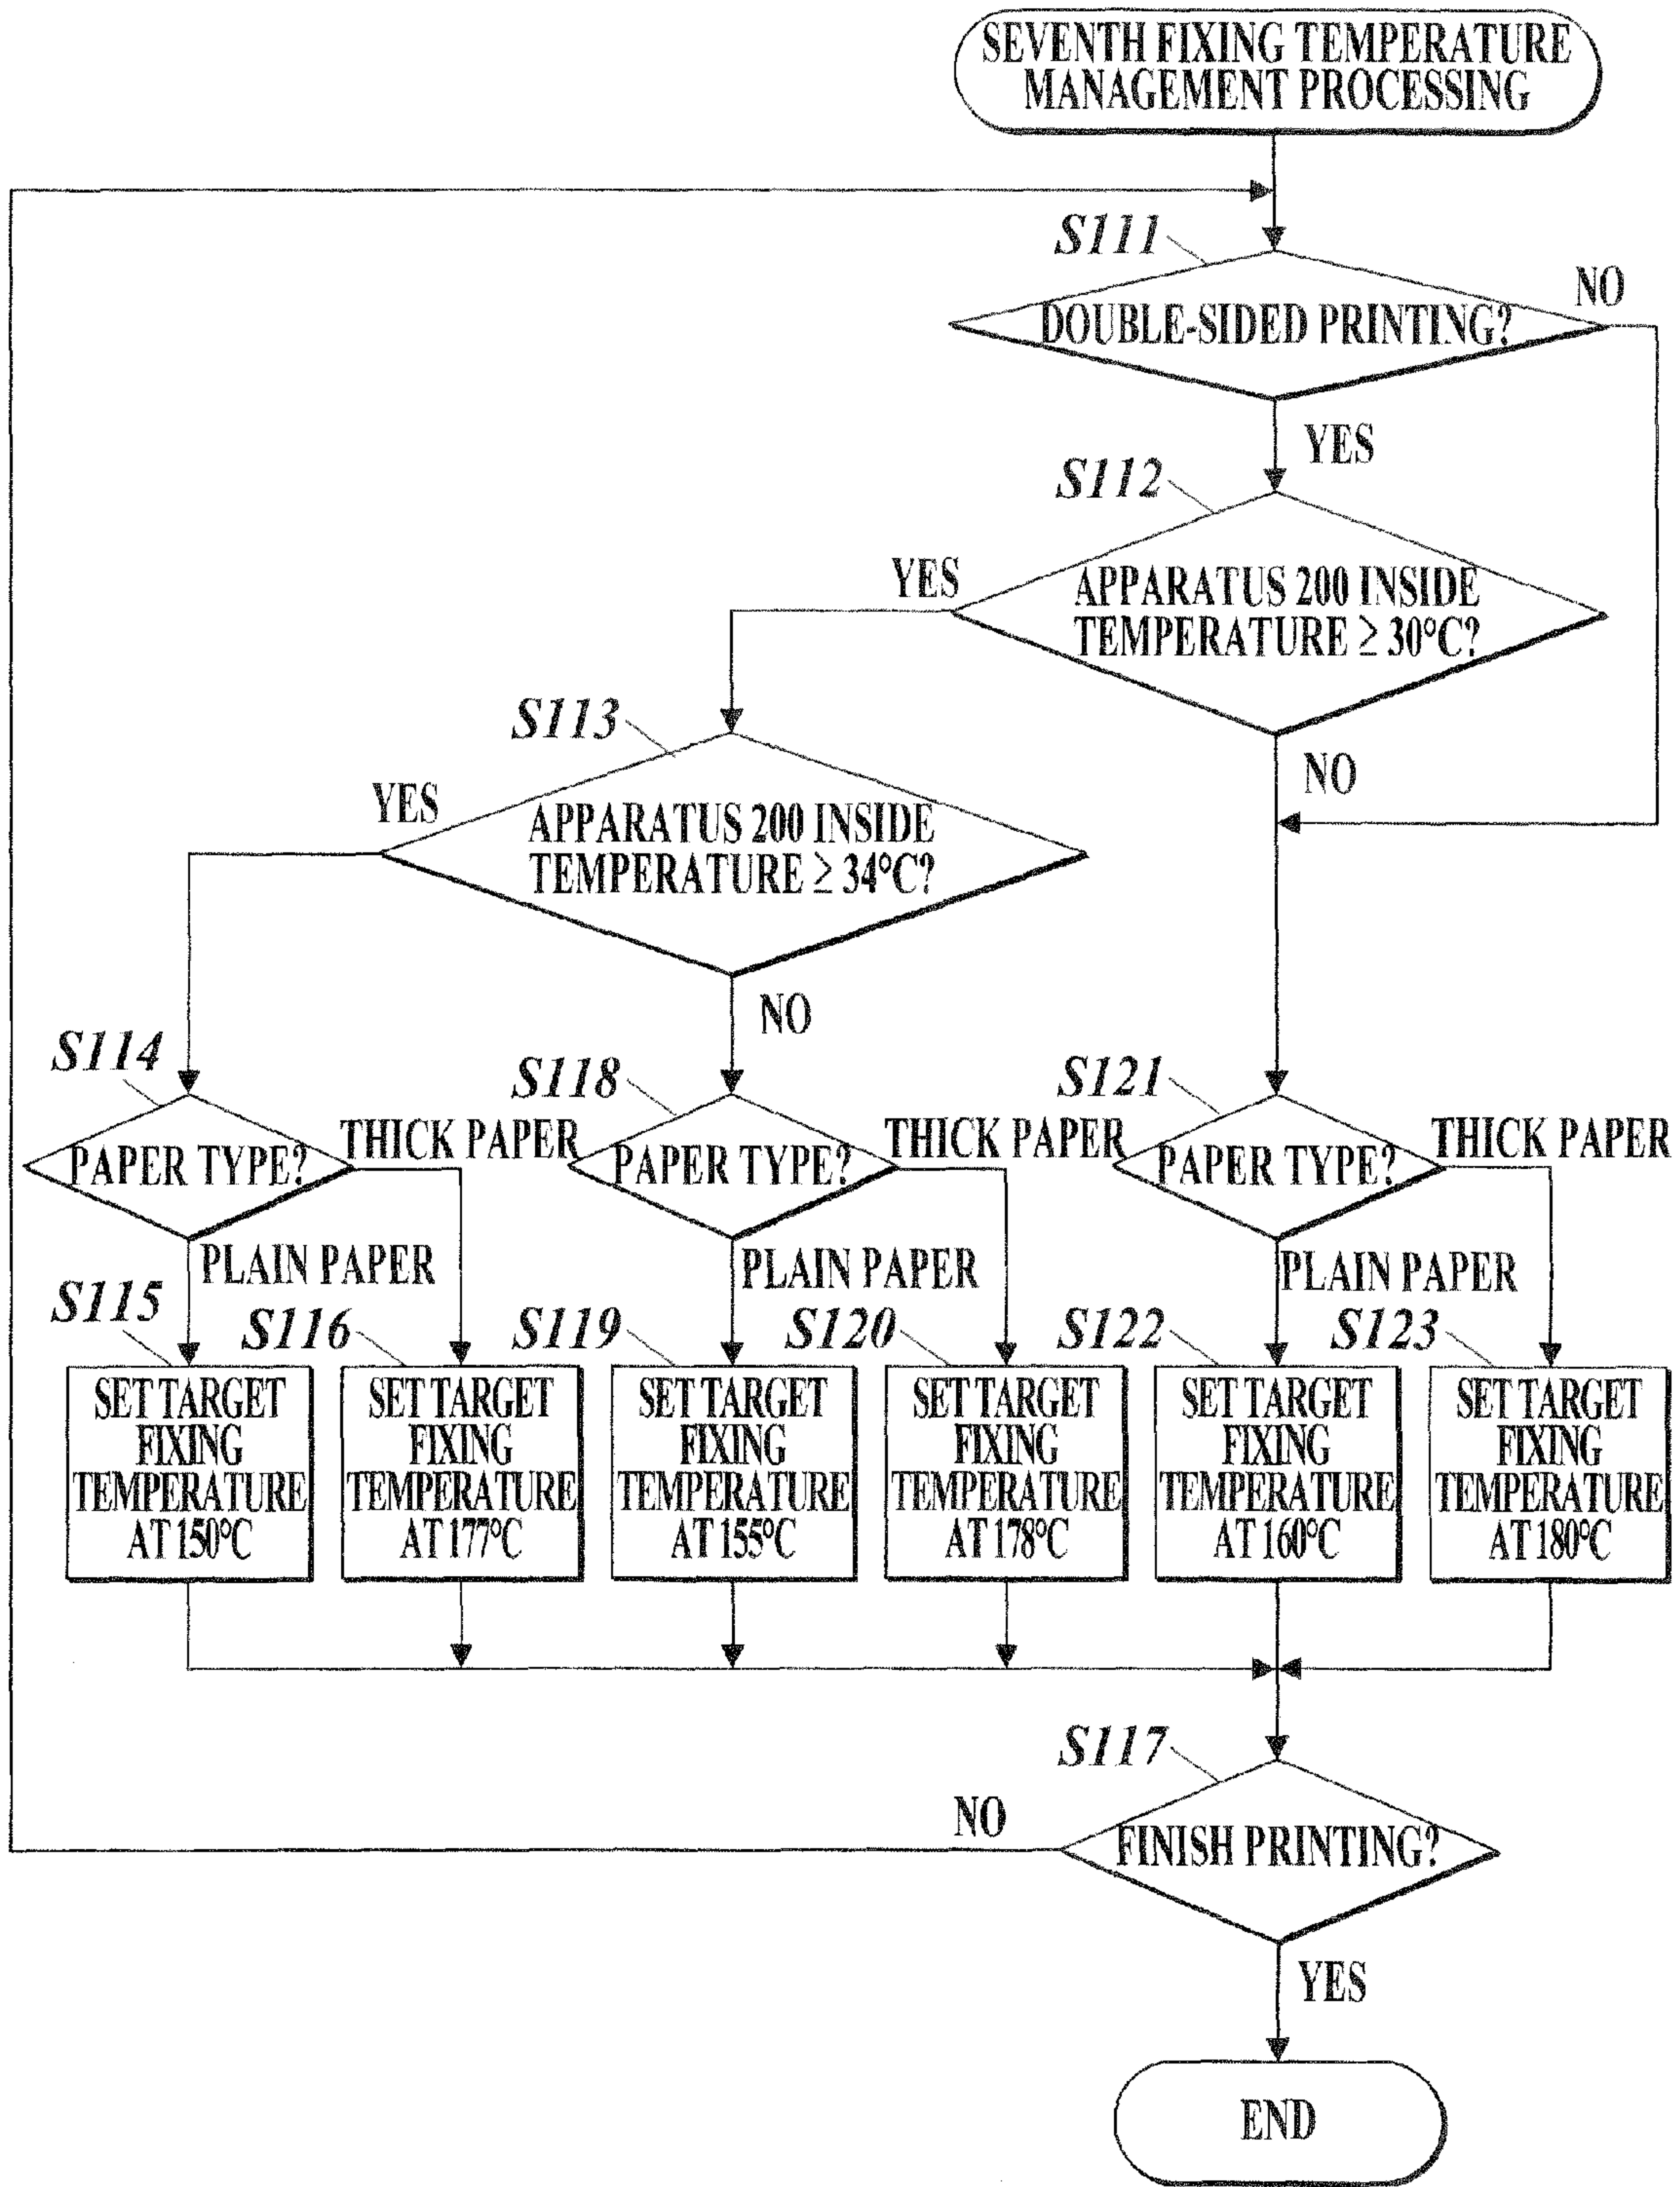 SEVENTH FIXING TEMPERATURE
MANAGEMENT PROCESSING
S111
NO
DOUBLE-SIDED PRINTING?
YES
S112
YES
APPARATUS 200 INSIDE
TEMPERATURE ≥ 30°C?
S113
NO
YES
APPARATUS 200 INSIDE
TEMPERATURE ≥ 34°C?
NO
S114
S118
S121
PAPER TYPE?
THICK PAPER
PAPER TYPE?
THICK PAPER
PAPER TYPE?
THICK PAPER
PLAIN PAPER
PLAIN PAPER
PLAIN PAPER
S115
S116
S119
S120
S122
S123
SET TARGET
FIXING
TEMPERATURE
AT 150°C
SET TARGET
FIXING
TEMPERATURE
AT 177°C
SET TARGET
FIXING
TEMPERATURE
AT 155°C
SET TARGET
FIXING
TEMPERATURE
AT 178°C
SET TARGET
FIXING
TEMPERATURE
AT 160°C
SET TARGET
FIXING
TEMPERATURE
AT 180°C
S117
NO
FINISH PRINTING?
YES
END